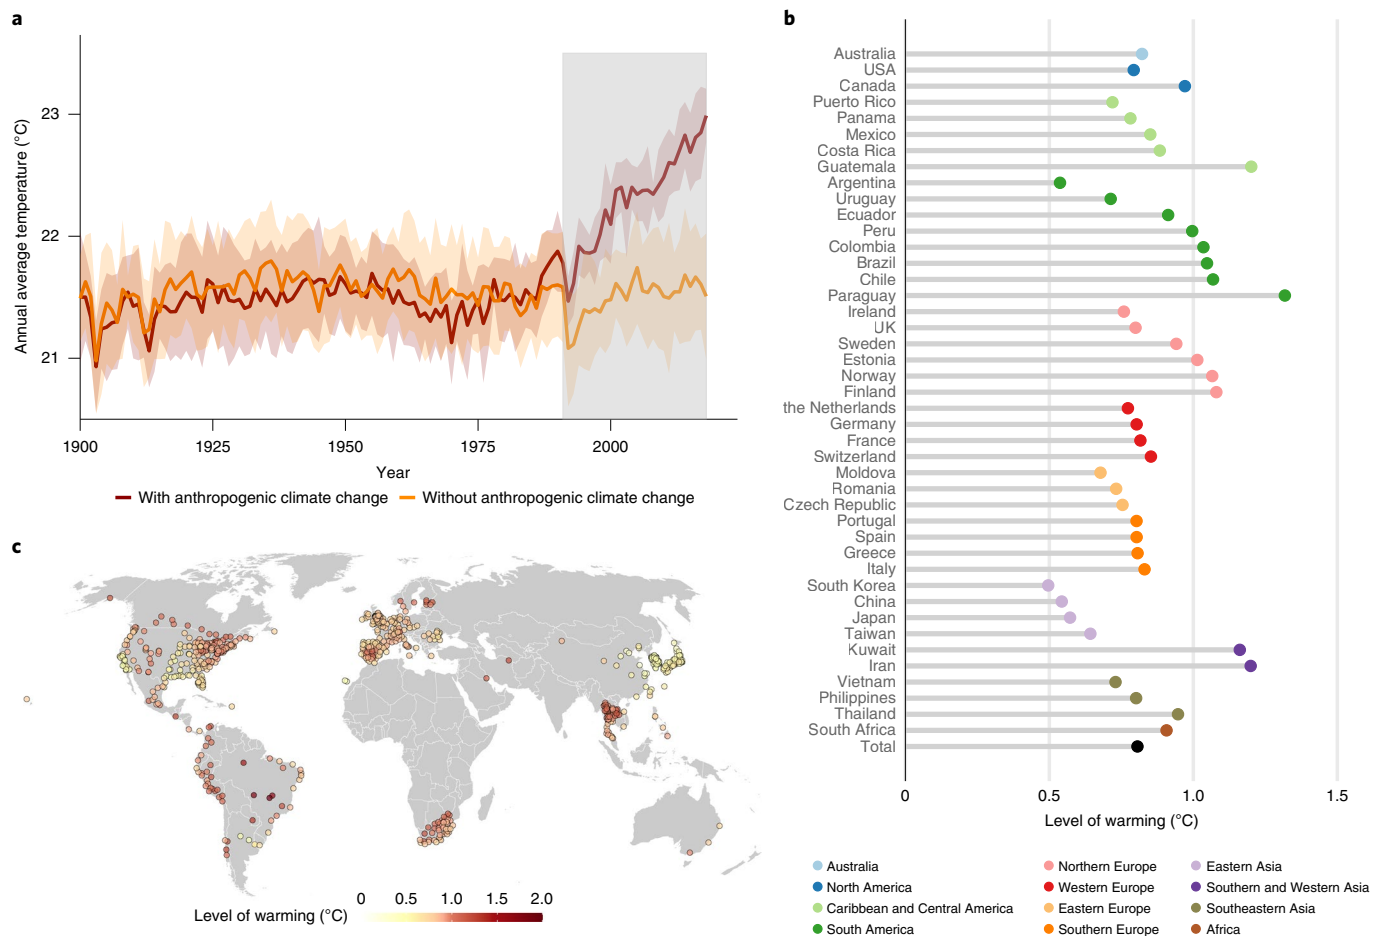 a
Annual average temperature (°C)
23
22
21
1900
1925
1950
1975
2000
Year
With anthropogenic climate change
Without anthropogenic climate change
b
Australia
USA
Canada
Puerto Rico
Panama
Mexico
Costa Rica
Guatemala
Argentina
Uruguay
Ecuador
Peru
Colombia
Brazil
Chile
Paraguay
Ireland
UK
Sweden
Estonia
Norway
Finland
the Netherlands
Germany
France
Switzerland
Moldova
Romania
Czech Republic
Portugal
Spain
Greece
Italy
South Korea
China
Japan
Taiwan
Kuwait
Iran
Vietnam
Philippines
Thailand
South Africa
Total
0
0.5
1.0
1.5
Level of warming (°C)
Australia
North America
Caribbean and Central America
South America
Northern Europe
Western Europe
Eastern Europe
Southern Europe
Eastern Asia
Southern and Western Asia
Southeastern Asia
Africa
c
0 0.5 1.0 1.5 2.0
Level of warming (°C)